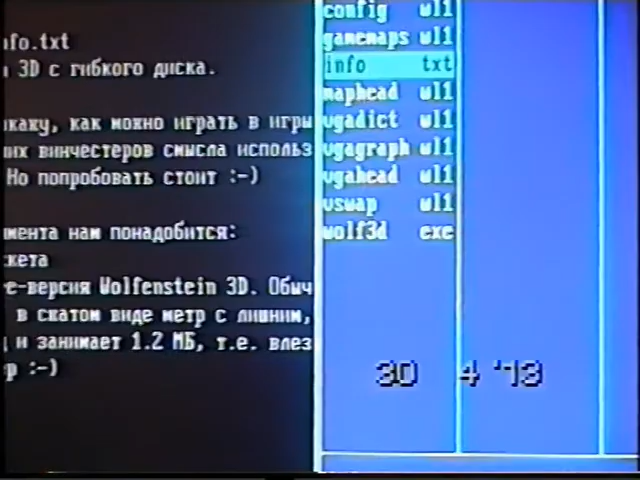 nfo.txt
3D с гибкого диска.
кажу, как можно играть в игры
их винчестеров смысла использ
Но попробовать стоит :-)
мента нам понадобится:
кета
е-версия Wolfenstein 3D. Обыч
в сжатом виде метр с лишним,
и занимает 1.2 МБ, т.е. влез
р :-)
config wl1
gamemaps wl1
info txt
maphead wl1
vgadict wl1
vgagraph wl1
vgahead wl1
vswap wl1
wolf3d exe
30 4 '13